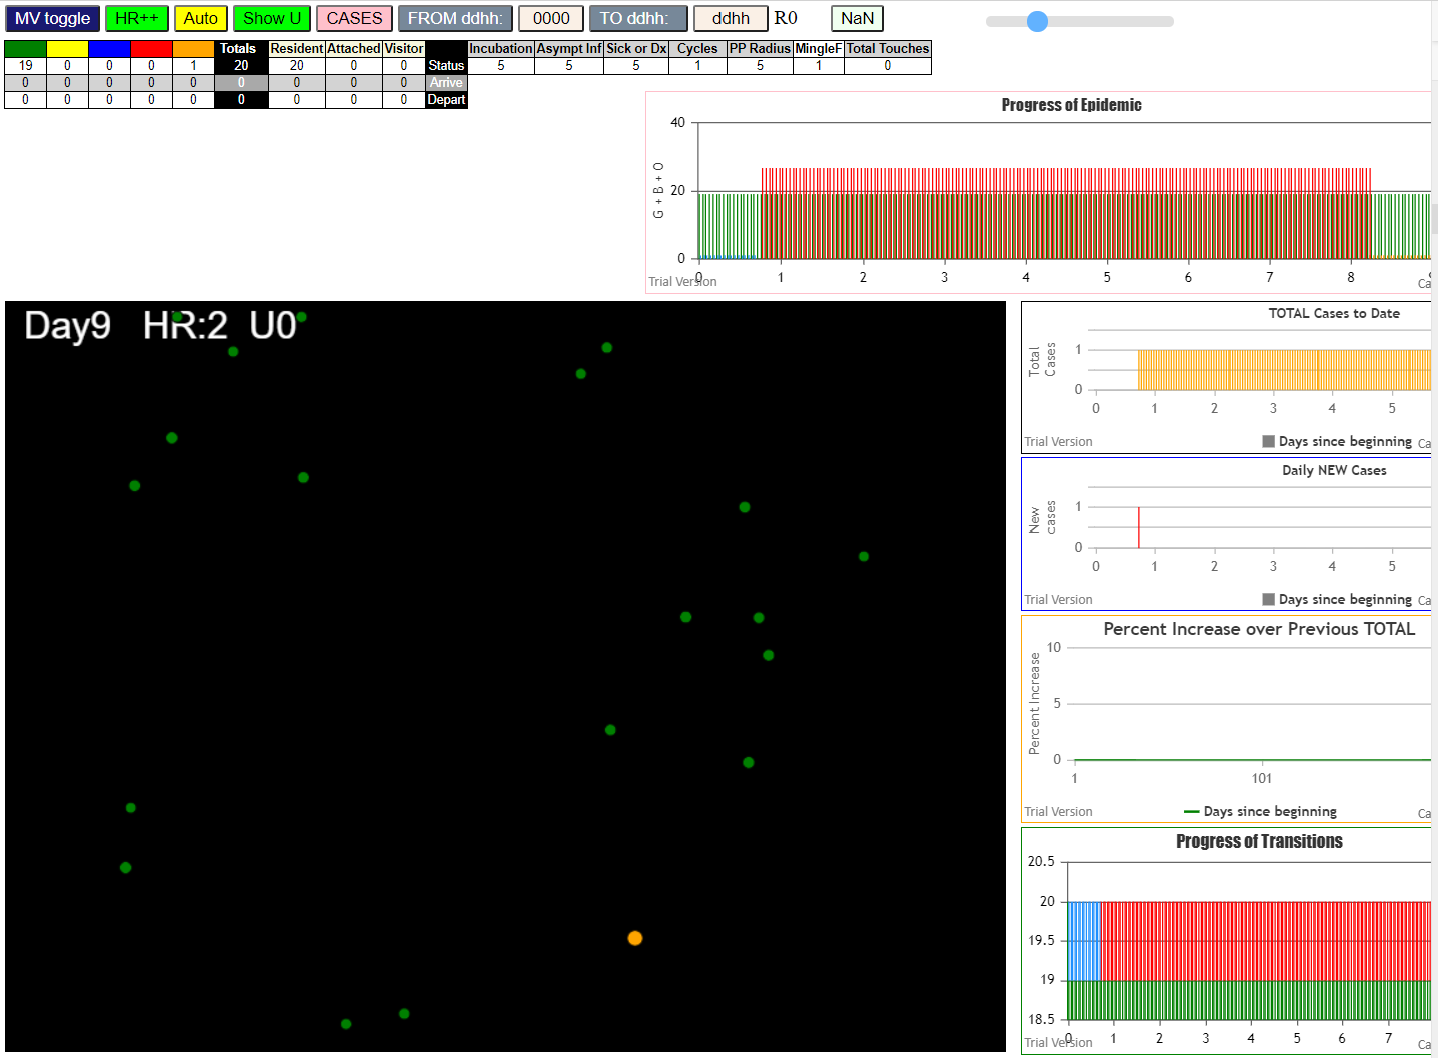 MV toggle HR++ Auto Show U CASES FROM ddhh: 0000 TO ddhh: ddhh R0 NaN
Totals Resident Attached Visitor Incubation Asympt Inf Sick or Dx Cycles PP Radius MingleF Total Touches
19 0 0 0 1 20 20 0 0 Status 5 5 5 1 5 1 0
0 0 0 0 0 0 0 0 0 Arrive
0 0 0 0 0 0 0 0 0 Depart
Progress of Epidemic
G + B + O
40
20
0
0 1 2 3 4 5 6 7 8
Trial Version Ca
Day9 HR:2 U0
TOTAL Cases to Date
Total
Cases
1
0
0 1 2 3 4 5
Days since beginning
Trial Version Ca
Daily NEW Cases
New
cases
1
0
0 1 2 3 4 5
Days since beginning
Trial Version Ca
Percent Increase over Previous TOTAL
Percent Increase
10
5
0
1 101
Days since beginning
Trial Version Ca
Progress of Transitions
20.5
20
19.5
19
18.5
0 1 2 3 4 5 6 7
Trial Version Ca